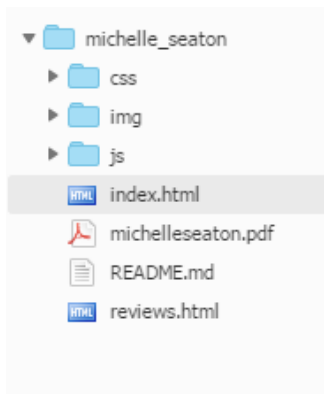 michelle_seaton
css
img
js
HTML index.html
michelleseaton.pdf
README.md
HTML reviews.html